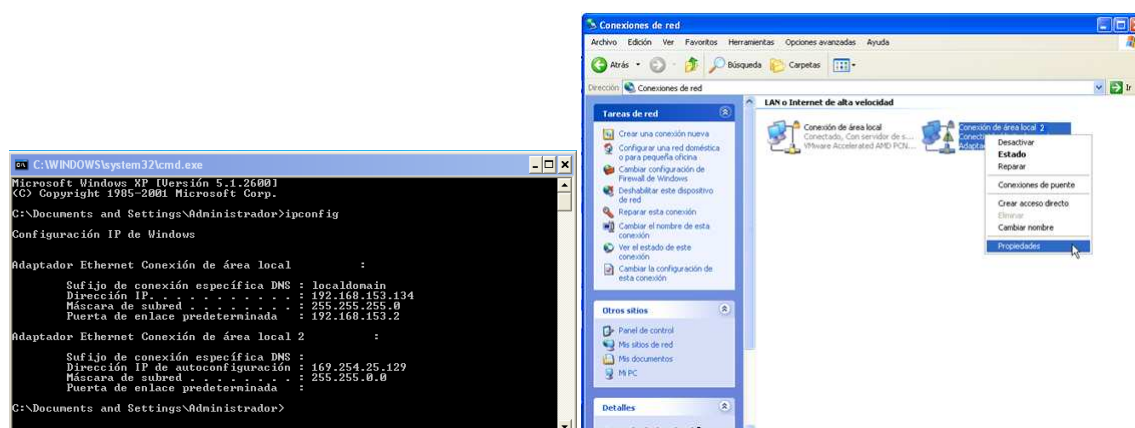 C:\WINDOWS\system32\cmd.exe
Microsoft Windows XP [Versión 5.1.2600]
(C) Copyright 1985-2001 Microsoft Corp.
C:\Documents and Settings\Administrador>ipconfig
Configuración IP de Windows
Adaptador Ethernet Conexión de área local          :
Sufijo de conexión específica DNS : localdomain
Dirección IP. . . . . . . . . . . : 192.168.153.134
Máscara de subred . . . . . . . . : 255.255.255.0
Puerta de enlace predeterminada   : 192.168.153.2
Adaptador Ethernet Conexión de área local 2          :
Sufijo de conexión específica DNS :
Dirección IP de autoconfiguración : 169.254.25.129
Máscara de subred . . . . . . . . : 255.255.0.0
Puerta de enlace predeterminada   :
C:\Documents and Settings\Administrador>
Conexiones de red
Archivo Edición Ver Favoritos Herramientas Opciones avanzadas Ayuda
Atrás Búsqueda Carpetas
Dirección Conexiones de red Ir
Tareas de red
Crear una conexión nueva
Configurar una red doméstica
o para pequeña oficina
Cambiar configuración de
Firewall de Windows
Deshabilitar este dispositivo
de red
Reparar esta conexión
Cambiar el nombre de esta
conexión
Ver el estado de este
conexión
Cambiar la configuración de
esta conexión
Otros sitios
Panel de control
Mis sitios de red
Mis documentos
Mi PC
Detalles
LAN o Internet de alta velocidad
Conexión de área local
Conectado, Con servidor de s...
VMware Accelerated AMD PCN...
Conexión de área local 2
Desactivar
Estado
Reparar
Conexiones de puente
Crear acceso directo
Eliminar
Cambiar nombre
Propiedades